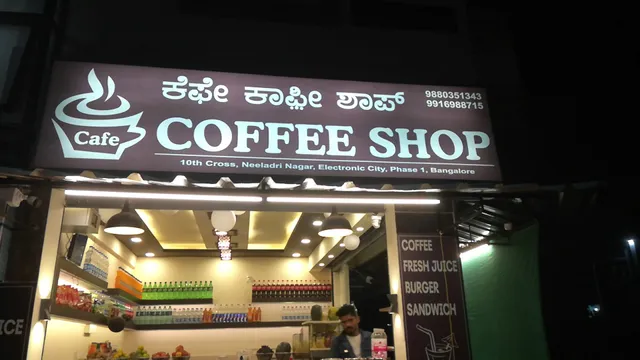 ಕೆಫೇ ಕಾಫೀ ಶಾಪ್
9880351343
9916988715
Cafe
COFFEE SHOP
10th Cross, Neeladri Nagar, Electronic City, Phase 1, Bangalore
COFFEE
FRESH JUICE
BURGER
SANDWICH
ICE